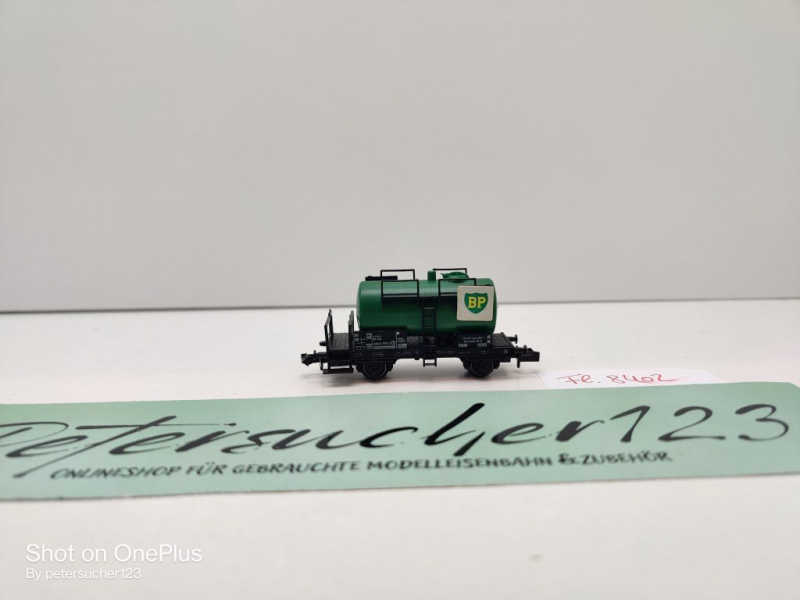 BP
Fl. 8402
Petersucher123
ONLINESHOP FÜR GEBRAUCHTE MODELLEISENBAHN & ZUBEHÖR
Shot on OnePlus
By petersucher123